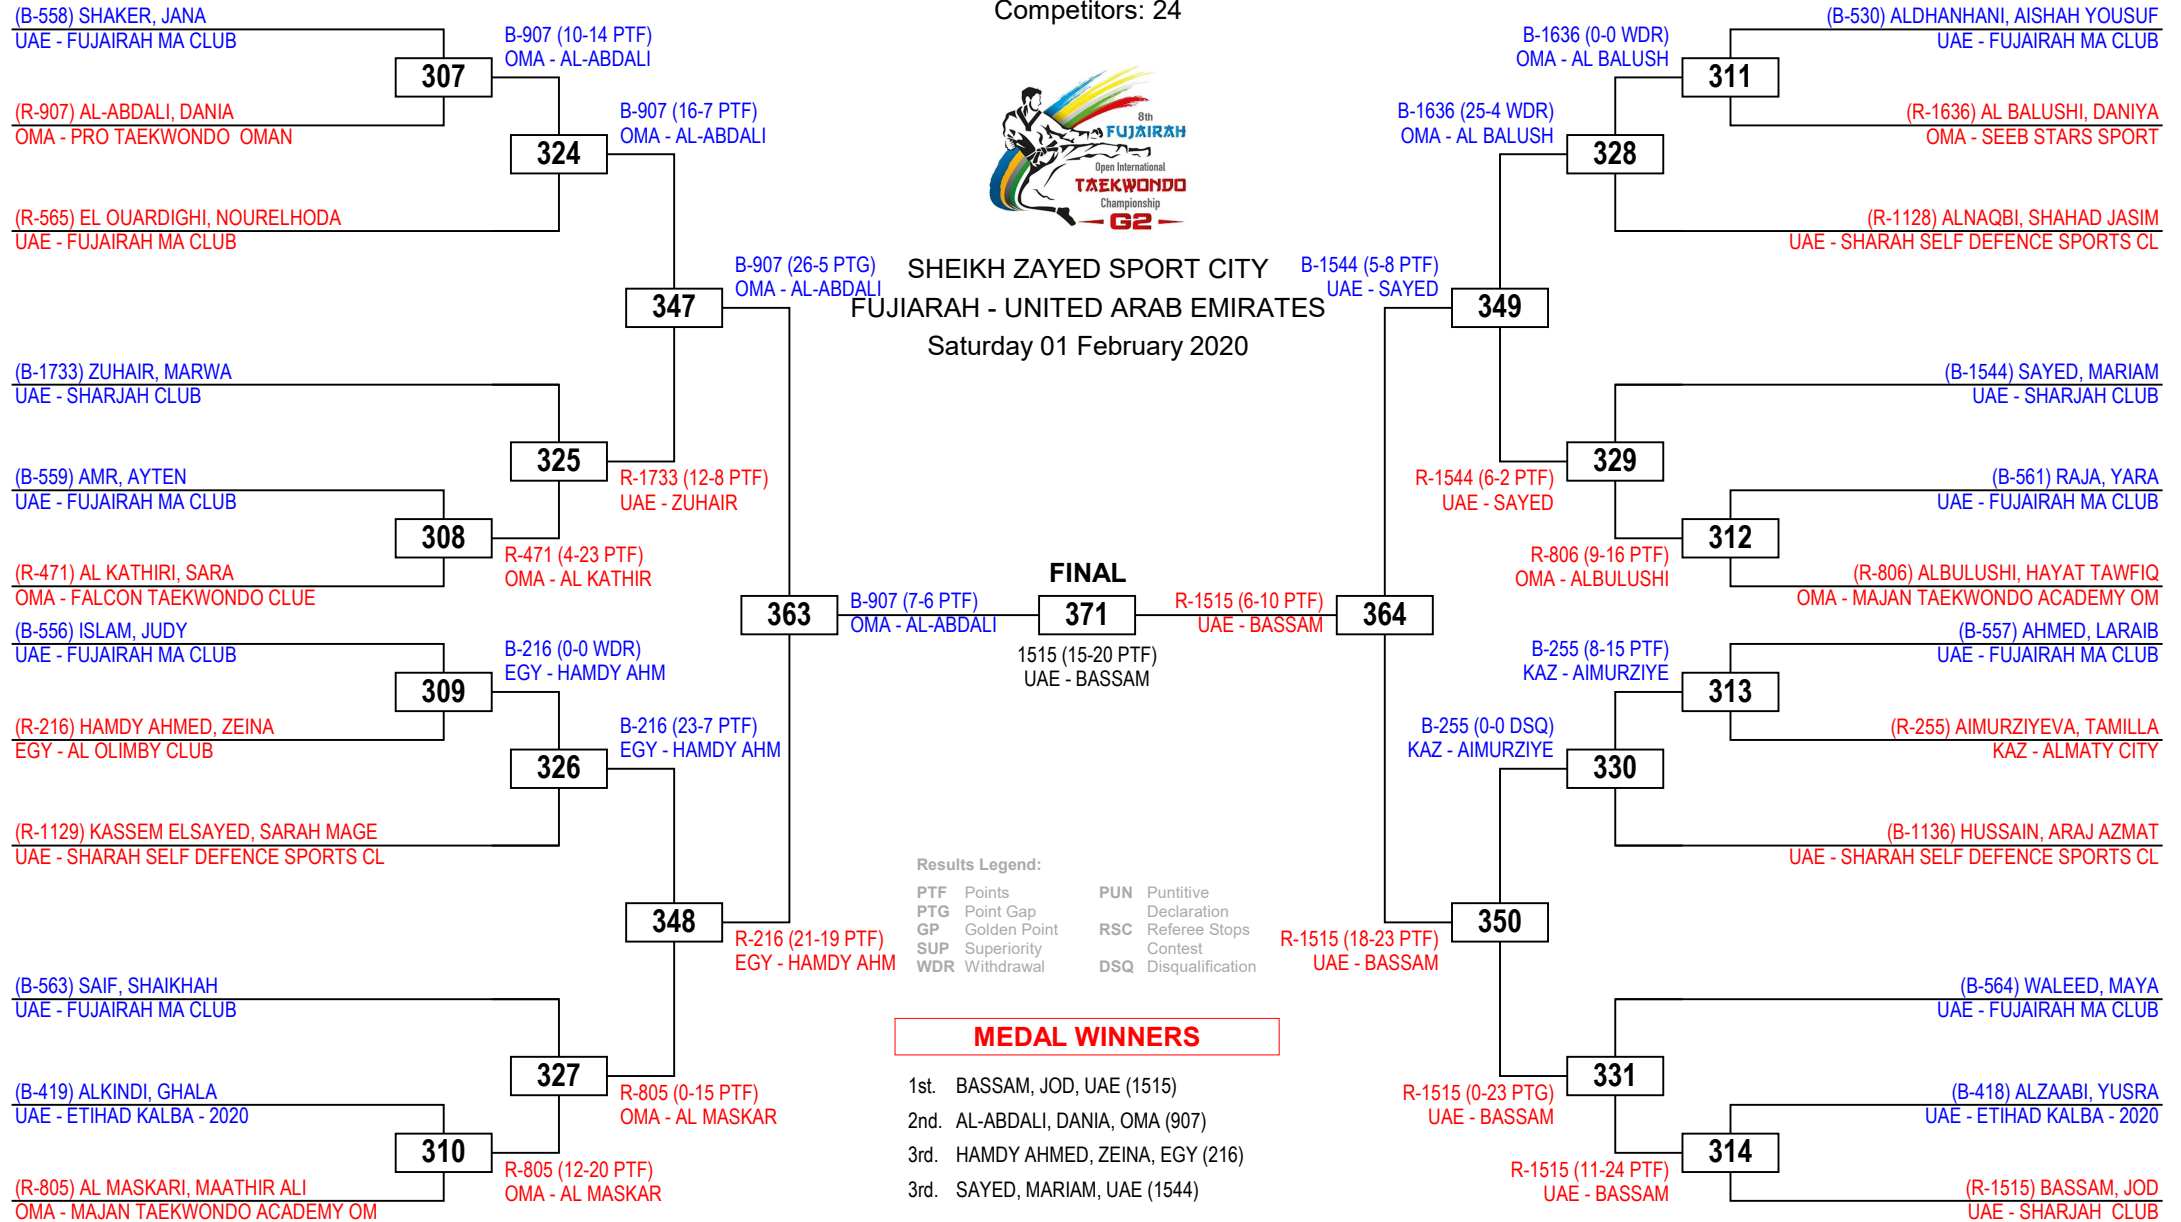 Competitors: 24
8th
FUJAIRAH
Open International
TAEKWONDO
Championship
G2
SHEIKH ZAYED SPORT CITY
FUJIARAH - UNITED ARAB EMIRATES
Saturday 01 February 2020
(B-558) SHAKER, JANA
UAE - FUJAIRAH MA CLUB
307
(R-907) AL-ABDALI, DANIA
OMA - PRO TAEKWONDO  OMAN
B-907 (10-14 PTF)
OMA - AL-ABDALI
324
(R-565) EL OUARDIGHI, NOURELHODA
UAE - FUJAIRAH MA CLUB
B-907 (16-7 PTF)
OMA - AL-ABDALI
347
B-907 (26-5 PTG)
OMA - AL-ABDALI
(B-1733) ZUHAIR, MARWA
UAE - SHARJAH CLUB
325
R-1733 (12-8 PTF)
UAE - ZUHAIR
(B-559) AMR, AYTEN
UAE - FUJAIRAH MA CLUB
308
R-471 (4-23 PTF)
OMA - AL KATHIR
(R-471) AL KATHIRI, SARA
OMA - FALCON TAEKWONDO CLUE
363
B-907 (7-6 PTF)
OMA - AL-ABDALI
(B-556) ISLAM, JUDY
UAE - FUJAIRAH MA CLUB
309
B-216 (0-0 WDR)
EGY - HAMDY AHM
(R-216) HAMDY AHMED, ZEINA
EGY - AL OLIMBY CLUB
326
B-216 (23-7 PTF)
EGY - HAMDY AHM
(R-1129) KASSEM ELSAYED, SARAH MAGE
UAE - SHARAH SELF DEFENCE SPORTS CL
348
R-216 (21-19 PTF)
EGY - HAMDY AHM
(B-563) SAIF, SHAIKHAH
UAE - FUJAIRAH MA CLUB
327
R-805 (0-15 PTF)
OMA - AL MASKAR
(B-419) ALKINDI, GHALA
UAE - ETIHAD KALBA - 2020
310
R-805 (12-20 PTF)
OMA - AL MASKAR
(R-805) AL MASKARI, MAATHIR ALI
OMA - MAJAN TAEKWONDO ACADEMY OM
FINAL
371
1515 (15-20 PTF)
UAE - BASSAM
(B-530) ALDHANHANI, AISHAH YOUSUF
UAE - FUJAIRAH MA CLUB
B-1636 (0-0 WDR)
OMA - AL BALUSH
311
(R-1636) AL BALUSHI, DANIYA
OMA - SEEB STARS SPORT
B-1636 (25-4 WDR)
OMA - AL BALUSH
328
(R-1128) ALNAQBI, SHAHAD JASIM
UAE - SHARAH SELF DEFENCE SPORTS CL
B-1544 (5-8 PTF)
UAE - SAYED
349
(B-1544) SAYED, MARIAM
UAE - SHARJAH CLUB
329
R-1544 (6-2 PTF)
UAE - SAYED
(B-561) RAJA, YARA
UAE - FUJAIRAH MA CLUB
312
R-806 (9-16 PTF)
OMA - ALBULUSHI
(R-806) ALBULUSHI, HAYAT TAWFIQ
OMA - MAJAN TAEKWONDO ACADEMY OM
R-1515 (6-10 PTF)
UAE - BASSAM
364
(B-557) AHMED, LARAIB
UAE - FUJAIRAH MA CLUB
B-255 (8-15 PTF)
KAZ - AIMURZIYE
313
(R-255) AIMURZIYEVA, TAMILLA
KAZ - ALMATY CITY
B-255 (0-0 DSQ)
KAZ - AIMURZIYE
330
(B-1136) HUSSAIN, ARAJ AZMAT
UAE - SHARAH SELF DEFENCE SPORTS CL
350
R-1515 (18-23 PTF)
UAE - BASSAM
(B-564) WALEED, MAYA
UAE - FUJAIRAH MA CLUB
331
R-1515 (0-23 PTG)
UAE - BASSAM
(B-418) ALZAABI, YUSRA
UAE - ETIHAD KALBA - 2020
314
R-1515 (11-24 PTF)
UAE - BASSAM
(R-1515) BASSAM, JOD
UAE - SHARJAH  CLUB
Results Legend:
PTF Points
PTG Point Gap
GP Golden Point
SUP Superiority
WDR Withdrawal
PUN Puntitive
Declaration
RSC Referee Stops
Contest
DSQ Disqualification
MEDAL WINNERS
1st. BASSAM, JOD, UAE (1515)
2nd. AL-ABDALI, DANIA, OMA (907)
3rd. HAMDY AHMED, ZEINA, EGY (216)
3rd. SAYED, MARIAM, UAE (1544)